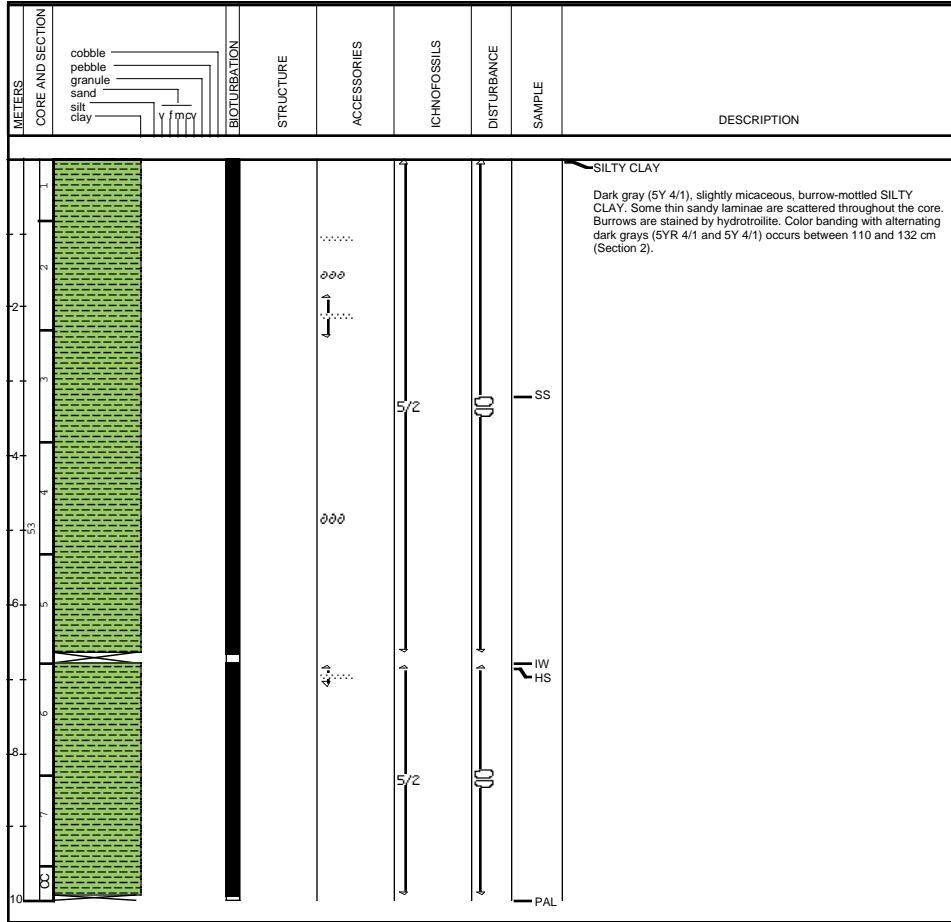 METERS
CORE AND SECTION
cobble
pebble
granule
sand
silt
clay
v f m c v
BIOTURBATION
STRUCTURE
ACCESSORIES
ICHNOFOSSILS
DISTURBANCE
SAMPLE
DESCRIPTION
SILTY CLAY
Dark gray (5Y 4/1), slightly micaceous, burrow-mottled SILTY
CLAY. Some thin sandy laminae are scattered throughout the core.
Burrows are stained by hydrotroilite. Color banding with alternating
dark grays (5YR 4/1 and 5Y 4/1) occurs between 110 and 132 cm
(Section 2).
1
2
2
3
SS
5/2
4
4
53
6
5
IW
HS
6
8
5/2
7
CC
10
PAL